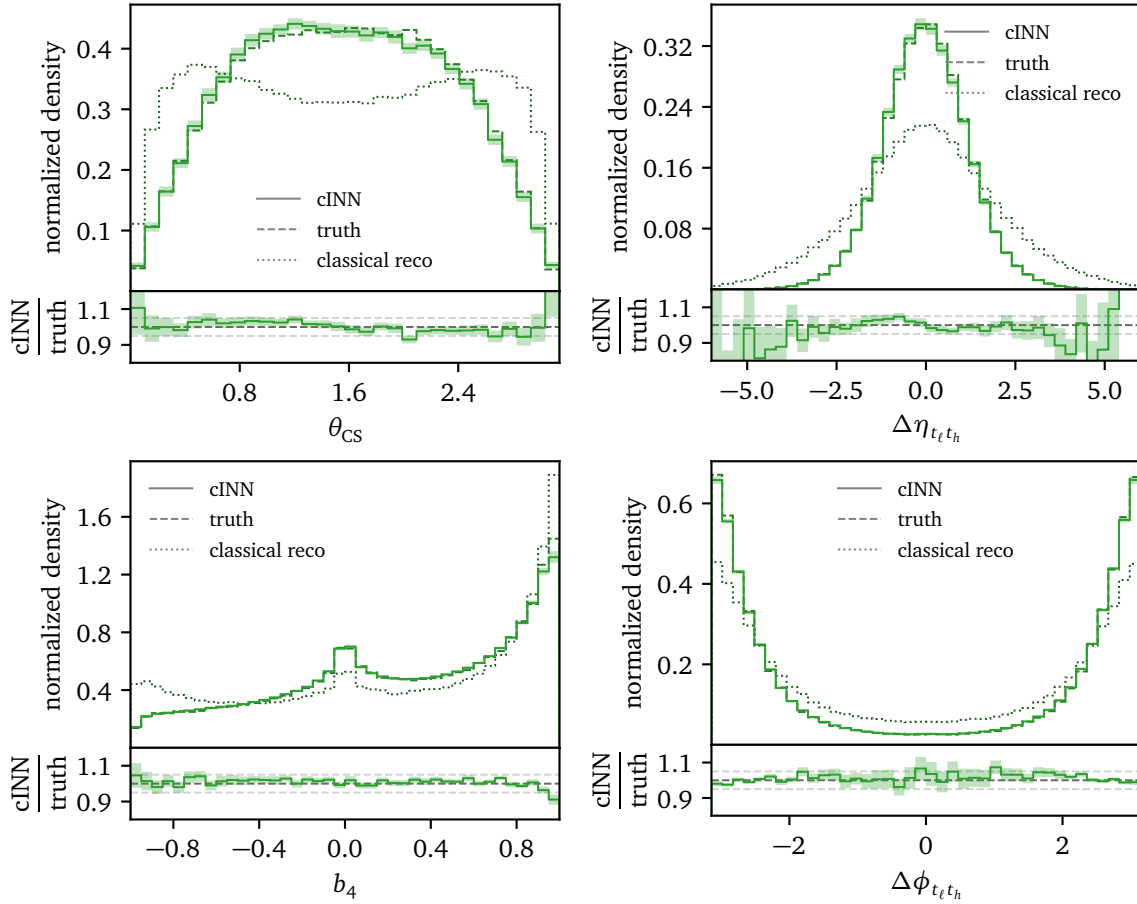 normalized density
0.4
0.3
0.2
0.1
cINN
truth
classical reco
cINN
truth
1.1
0.9
0.8
1.6
2.4
θCS
normalized density
0.32
0.24
0.16
0.08
cINN
truth
classical reco
cINN
truth
1.1
0.9
−5.0
−2.5
0.0
2.5
5.0
Δηtℓth
normalized density
1.6
1.2
0.8
0.4
cINN
truth
classical reco
cINN
truth
1.1
0.9
−0.8
−0.4
0.0
0.4
0.8
b4
normalized density
0.6
0.4
0.2
cINN
truth
classical reco
cINN
truth
1.1
0.9
−2
0
2
Δϕtℓth